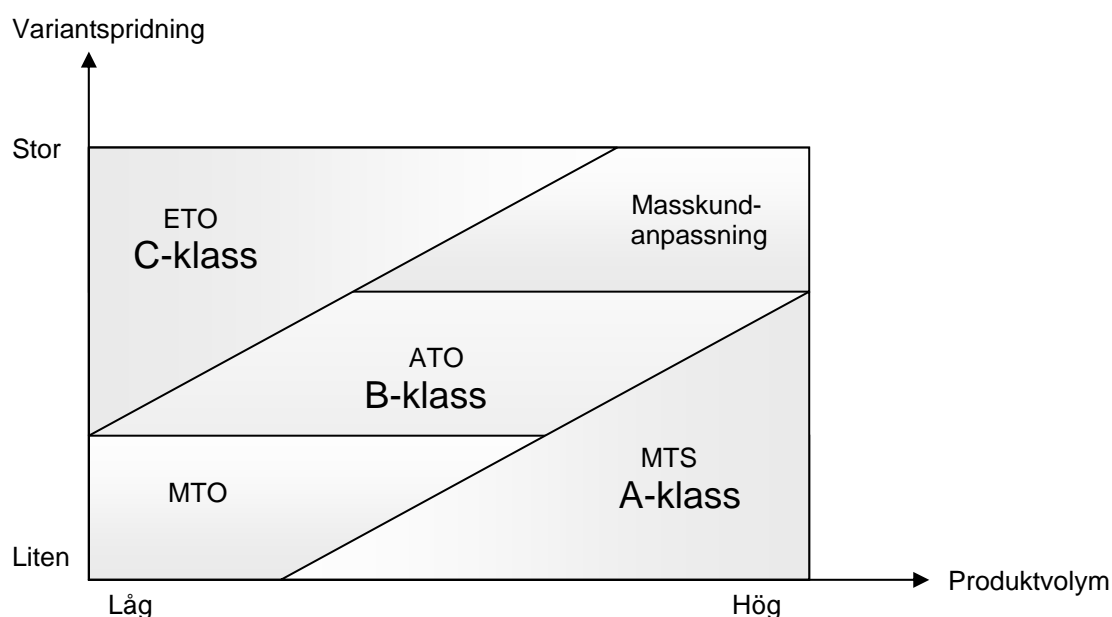 Variantspridning
Stor
ETO
C-klass
Masskund-
anpassning
ATO
B-klass
MTS
A-klass
MTO
Liten
Produktvolym
Låg
Hög